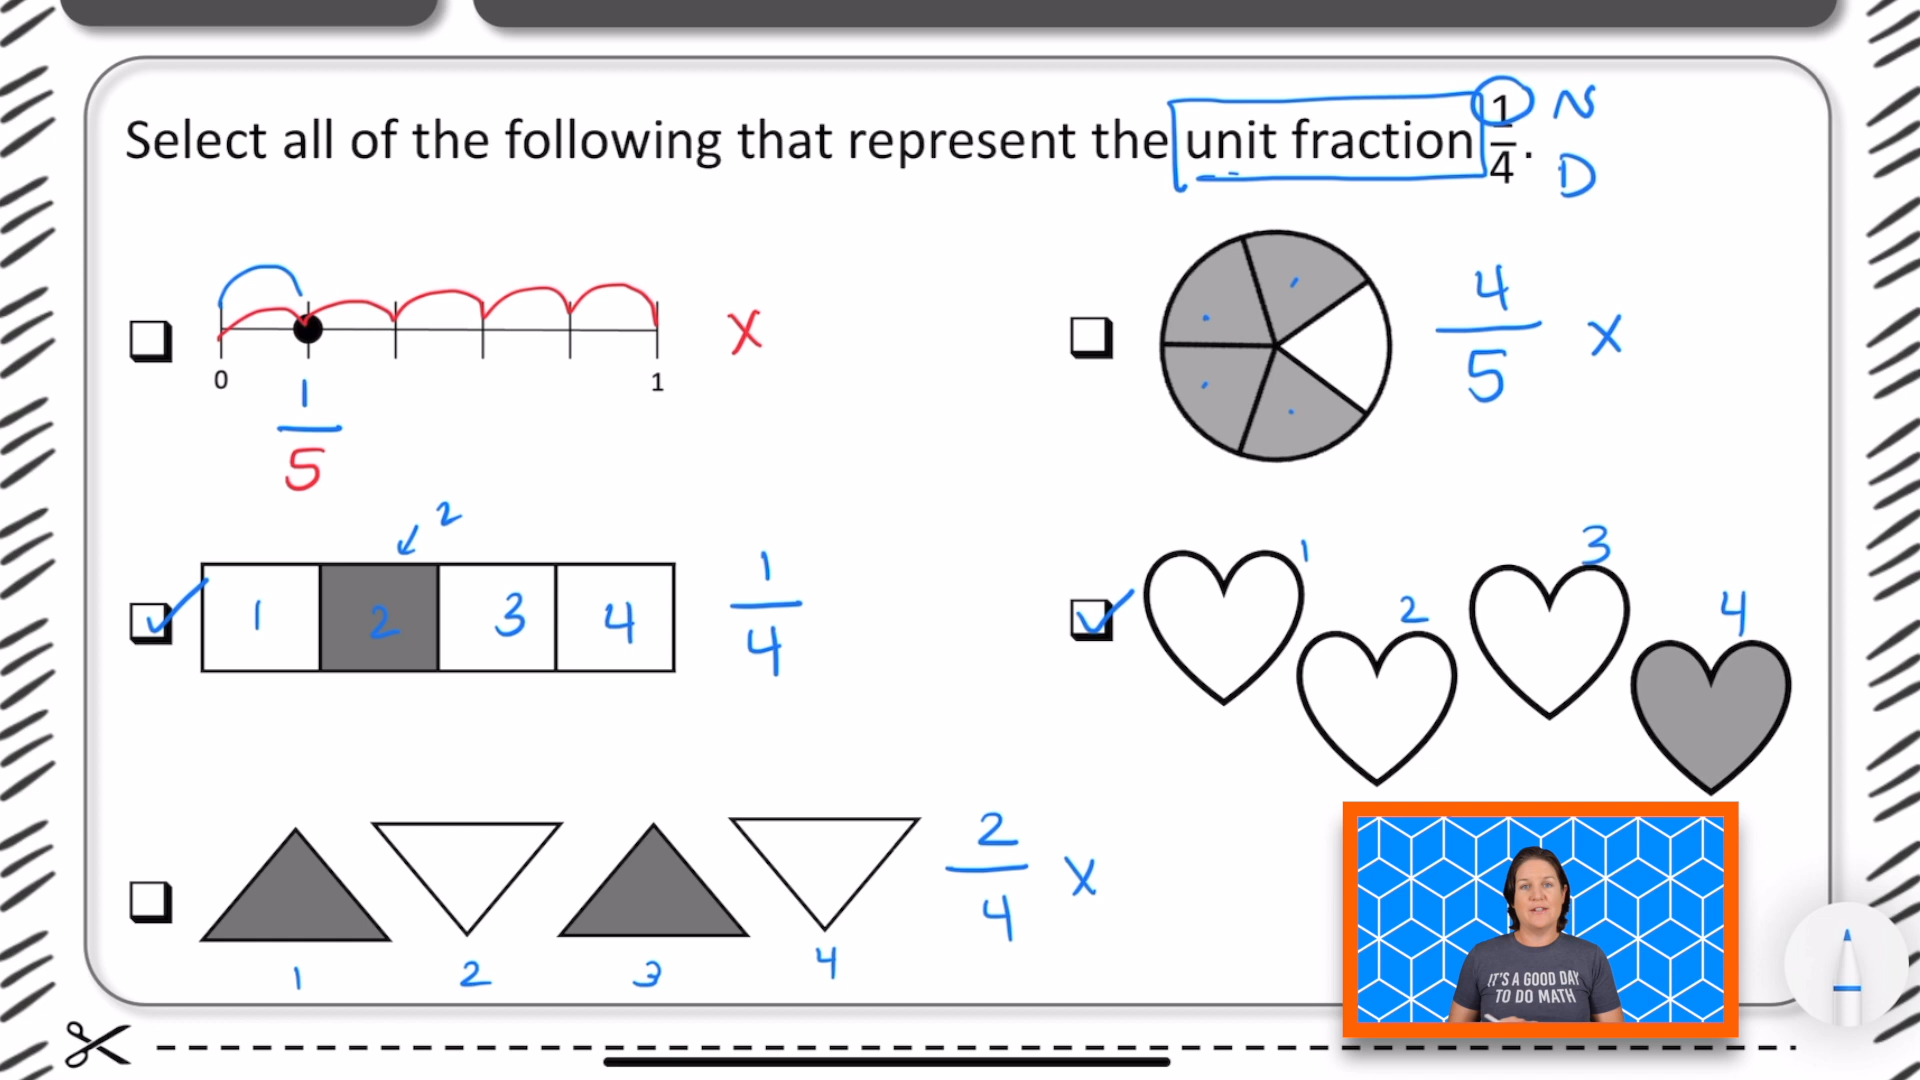 Select all of the following that represent the unit fraction 1/4. N D
0 1
1/5
X
4/5 X
2
1 2 3 4
1/4
1 2 3 4
1 2 3 4
2/4 X
IT'S A GOOD DAY
TO DO MATH